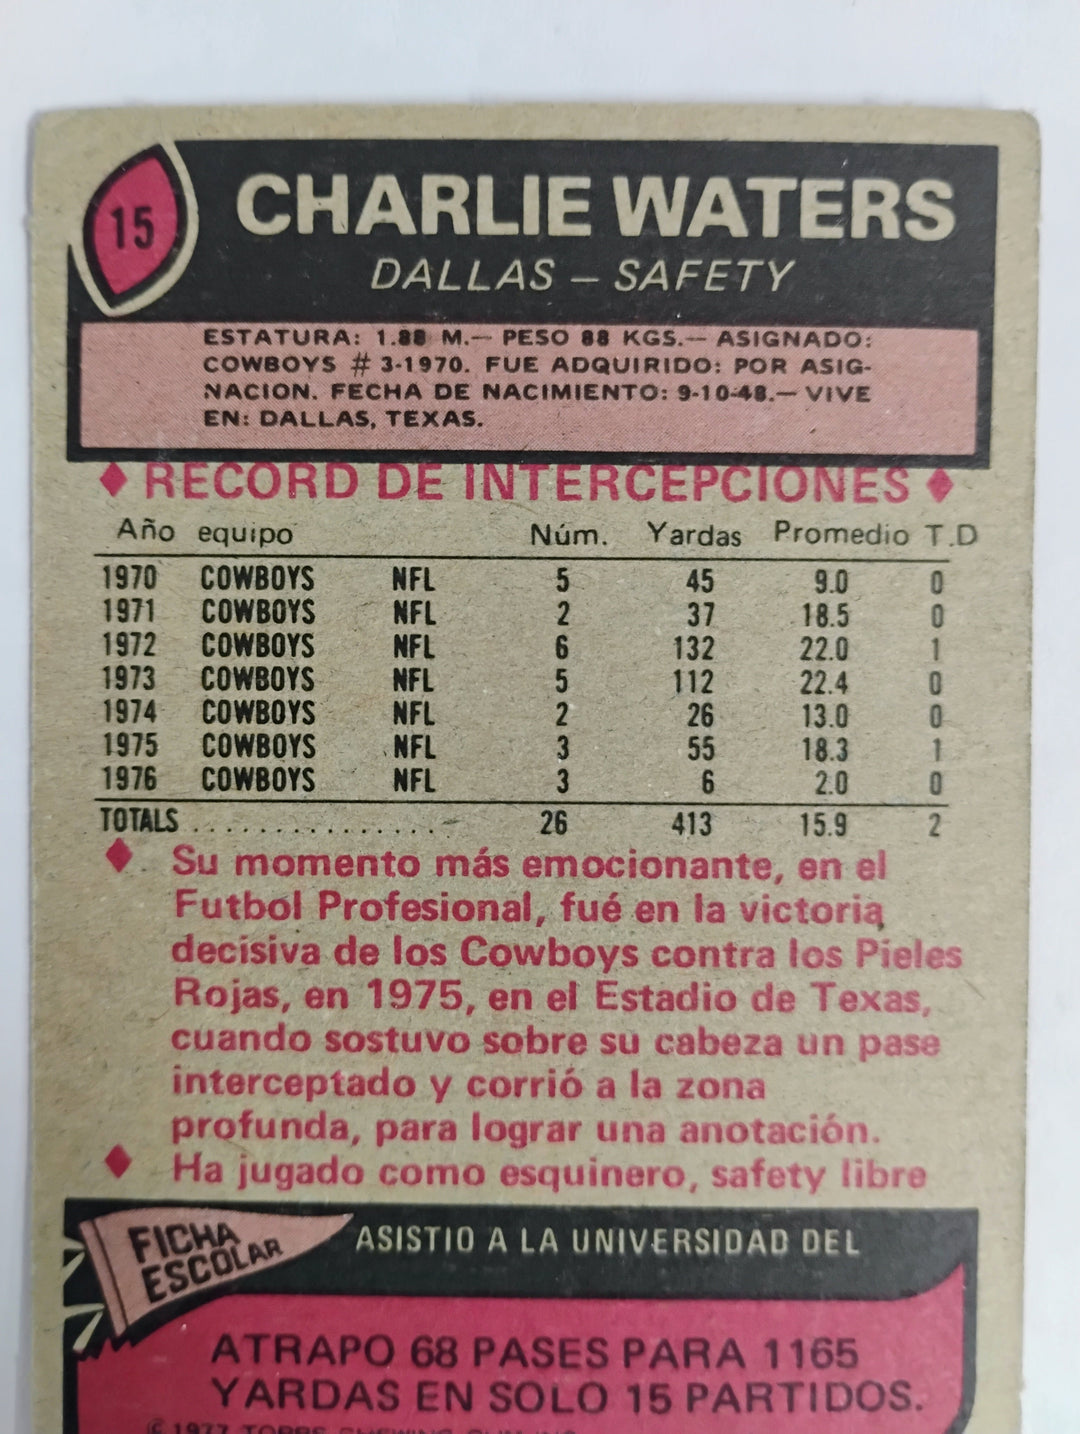 15
CHARLIE WATERS
DALLAS — SAFETY
ESTATURA: 1.88 M.— PESO 88 KGS.— ASIGNADO:
COWBOYS # 3-1970. FUE ADQUIRIDO: POR ASIG-
NACION. FECHA DE NACIMIENTO: 9-10-48.— VIVE
EN: DALLAS, TEXAS.
♦ RECORD DE INTERCEPCIONES ♦
Año equipo Núm. Yardas Promedio T.D
1970 COWBOYS NFL 5 45 9.0 0
1971 COWBOYS NFL 2 37 18.5 0
1972 COWBOYS NFL 6 132 22.0 1
1973 COWBOYS NFL 5 112 22.4 0
1974 COWBOYS NFL 2 26 13.0 0
1975 COWBOYS NFL 3 55 18.3 1
1976 COWBOYS NFL 3 6 2.0 0
TOTALS ................ 26 413 15.9 2
♦ Su momento más emocionante, en el
Futbol Profesional, fué en la victoria
decisiva de los Cowboys contra los Pieles
Rojas, en 1975, en el Estadio de Texas,
cuando sostuvo sobre su cabeza un pase
interceptado y corrió a la zona
profunda, para lograr una anotación.
♦ Ha jugado como esquinero, safety libre
FICHA
ESCOLAR
ASISTIO A LA UNIVERSIDAD DEL
ATRAPO 68 PASES PARA 1165
YARDAS EN SOLO 15 PARTIDOS.
© 1977 TOPPS CHEWING GUM